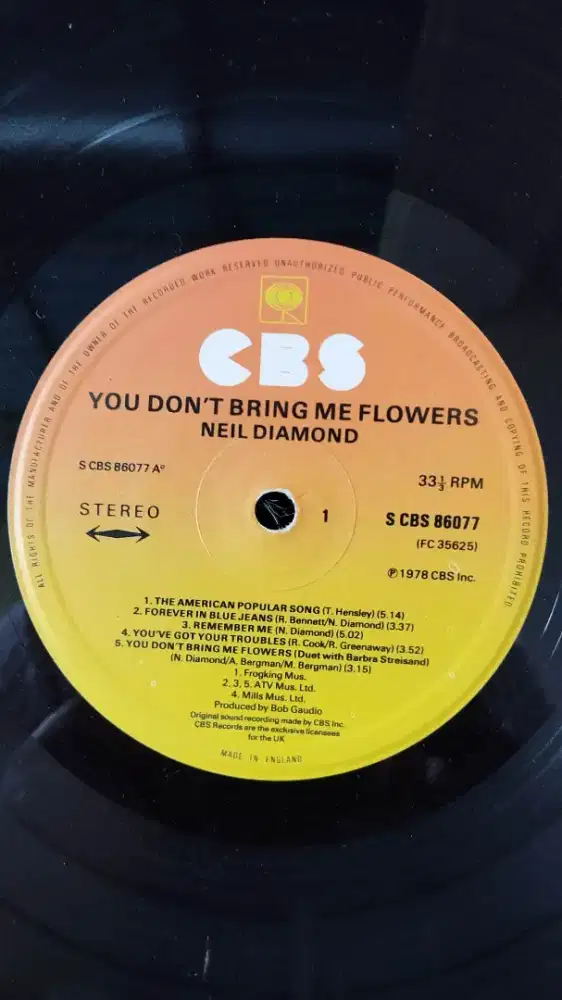 ALL RIGHTS OF THE MANUFACTURER AND OF THE OWNER OF THE RECORDED WORK RESERVED UNAUTHORIZED PUBLIC PERFORMANCE BROADCASTING AND COPYING OF THIS RECORD PROHIBITED
CBS
YOU DON'T BRING ME FLOWERS
NEIL DIAMOND
S CBS 86077 Aº
33⅓ RPM
STEREO
1
S CBS 86077
(FC 35625)
℗ 1978 CBS Inc.
1. THE AMERICAN POPULAR SONG (T. Hensley) (5.14)
2. FOREVER IN BLUE JEANS (R. Bennett/N. Diamond) (3.37)
3. REMEMBER ME (N. Diamond) (5.02)
4. YOU'VE GOT YOUR TROUBLES (R. Cook/R. Greenaway) (3.52)
5. YOU DON'T BRING ME FLOWERS (Duet with Barbra Streisand)
(N. Diamond/A. Bergman/M. Bergman) (3.15)
1. Frogking Mus.
2, 3, 5. ATV Mus. Ltd.
4. Mills Mus. Ltd.
Produced by Bob Gaudio
Original sound recording made by CBS Inc.
CBS Records are the exclusive licensees
for the UK
MADE IN ENGLAND